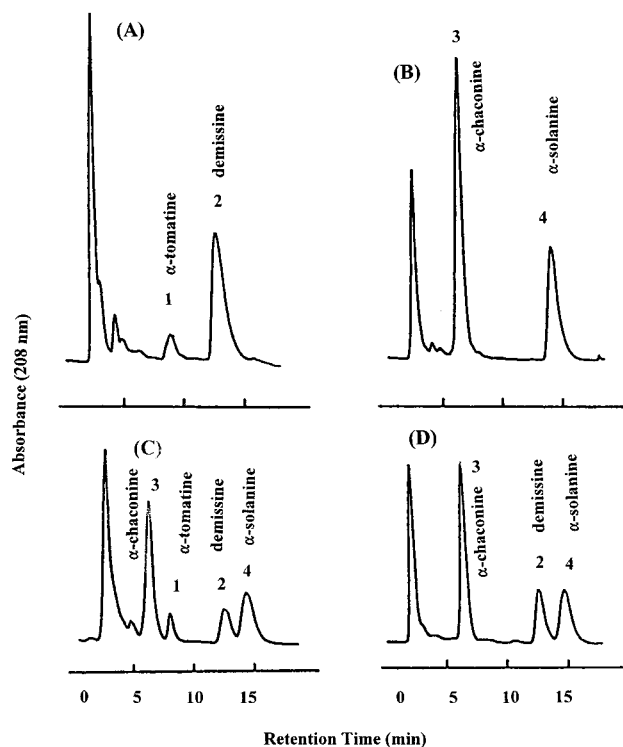 (A)
demissine
2
α-tomatine
1
(B)
3
α-chaconine
α-solanine
4
Absorbance (208 nm)
(C)
α-chaconine
3
α-tomatine
1
demissine
2
α-solanine
4
(D)
3
α-chaconine
demissine
2
α-solanine
4
0 5 10 15
0 5 10 15
Retention Time (min)